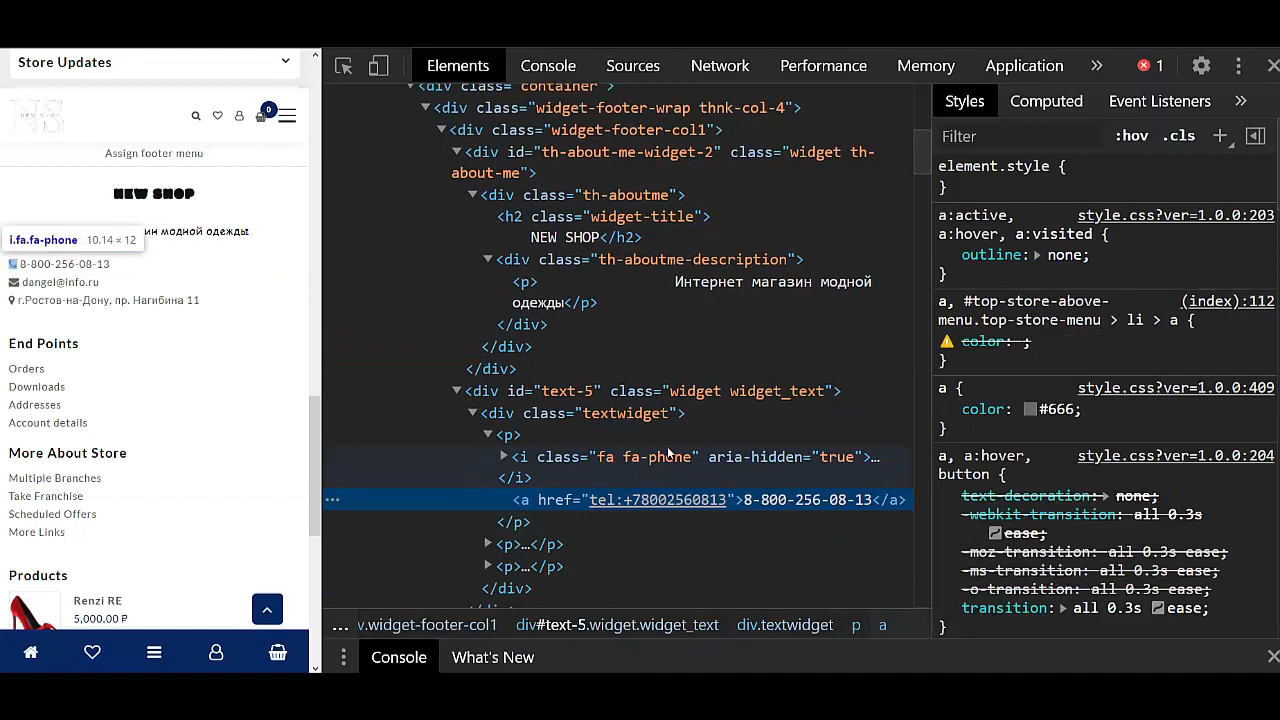 Store Updates
NS
NEW SHOP
0
Assign footer menu
NEW SHOP
ин модной одежды
i.fa.fa-phone 10.14 × 12
8-800-256-08-13
dangel@info.ru
г.Ростов-на-Дону, пр. Нагибина 11
End Points
Orders
Downloads
Addresses
Account details
More About Store
Multiple Branches
Take Franchise
Scheduled Offers
More Links
Products
Renzi RE
5,000.00 ₽
Elements Console Sources Network Performance Memory Application » 1
<div class="container">
<div class="widget-footer-wrap thnk-col-4">
<div class="widget-footer-col1">
<div id="th-about-me-widget-2" class="widget th-
about-me">
<div class="th-aboutme">
<h2 class="widget-title">
NEW SHOP</h2>
<div class="th-aboutme-description">
<p> Интернет магазин модной
одежды</p>
</div>
</div>
</div>
<div id="text-5" class="widget widget_text">
<div class="textwidget">
<p>
<i class="fa fa-phone" aria-hidden="true">…
</i>
<a href="tel:+78002560813">8-800-256-08-13</a>
</p>
<p>…</p>
<p>…</p>
</div>
</div>
... v.widget-footer-col1 div#text-5.widget.widget_text div.textwidget p a
Console What's New
Styles Computed Event Listeners »
Filter :hov .cls +
element.style {
}
a:active, style.css?ver=1.0.0:203
a:hover, a:visited {
outline: none;
}
a, #top-store-above- (index):112
menu.top-store-menu > li > a {
color: ;
}
a { style.css?ver=1.0.0:409
color: #666;
}
a, a:hover, style.css?ver=1.0.0:204
button {
text-decoration: none;
-webkit-transition: all 0.3s
ease;
-moz-transition: all 0.3s ease;
-ms-transition: all 0.3s ease;
-o-transition: all 0.3s ease;
transition: all 0.3s ease;
}